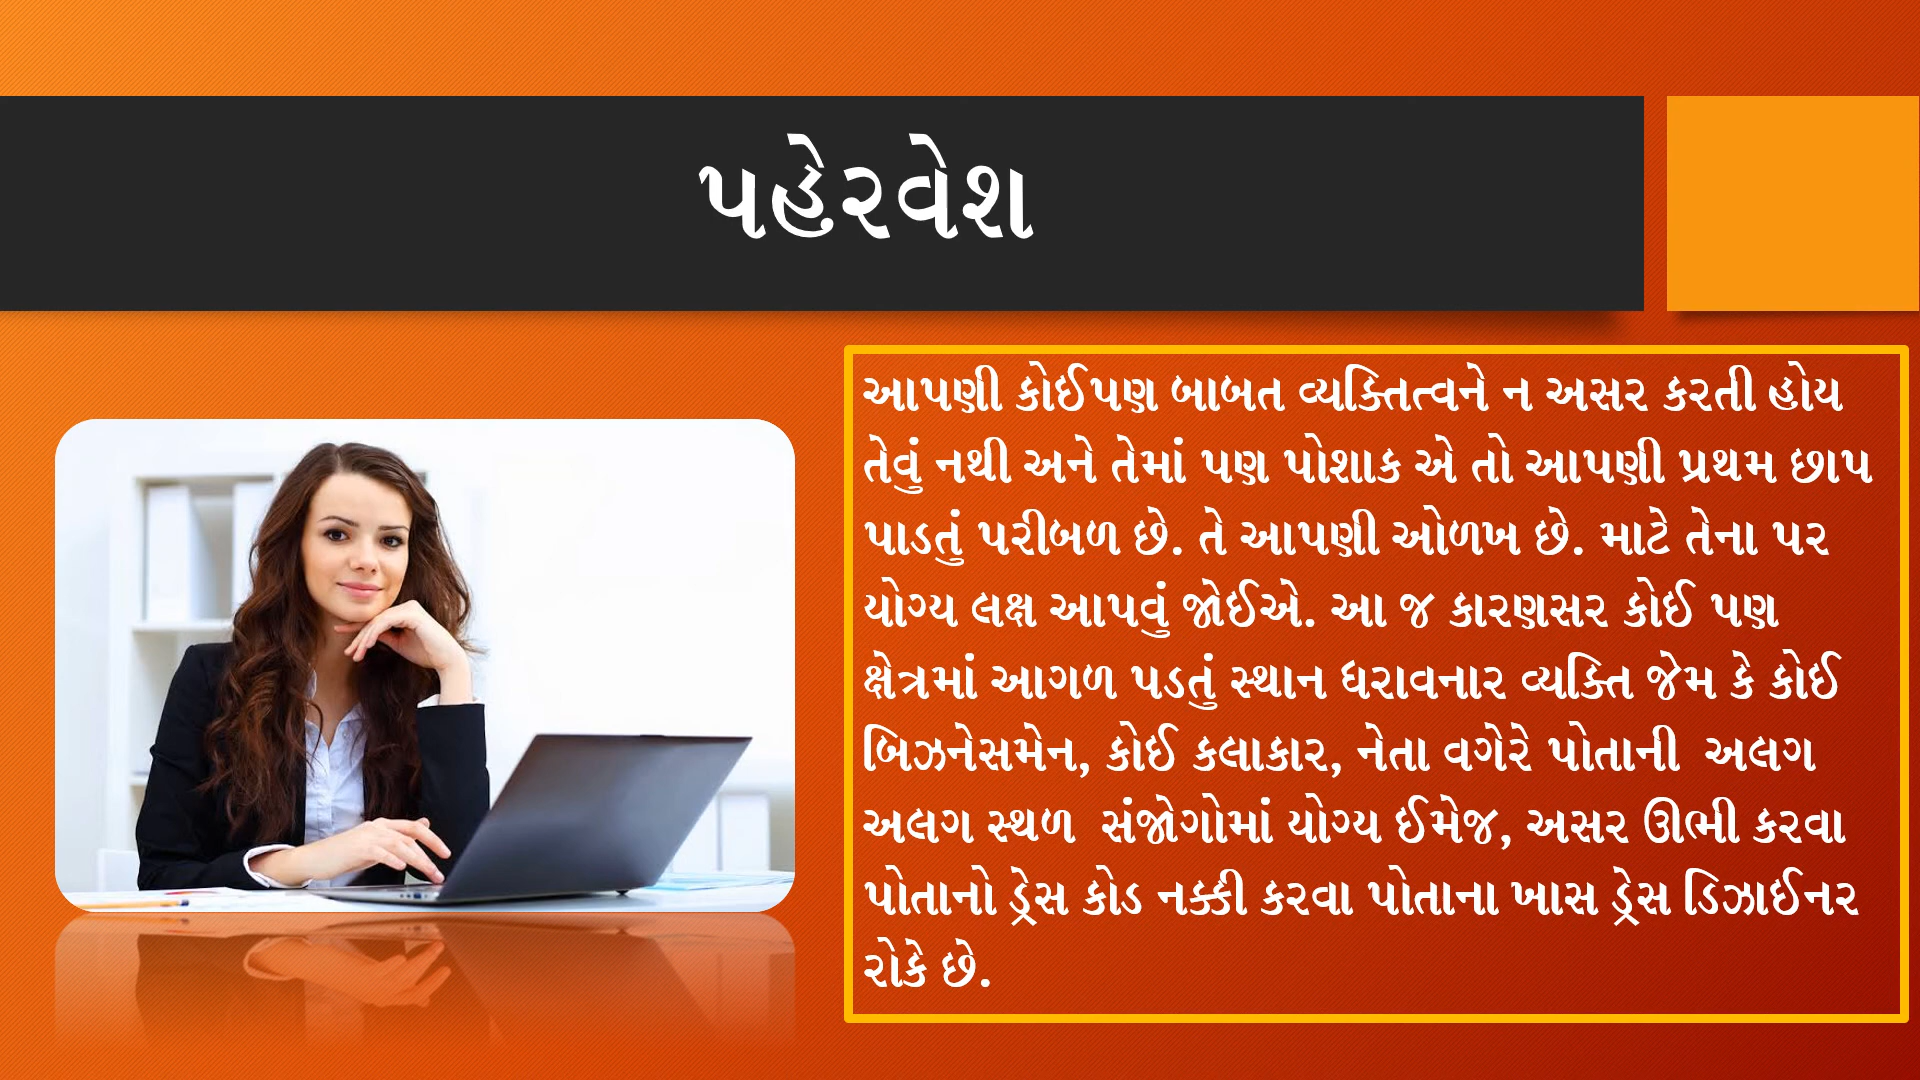 પહેરવેશ
આપણી કોઈપણ બાબત વ્યક્તિત્વને ન અસર કરતી હોય
તેવું નથી અને તેમાં પણ પોશાક એ તો આપણી પ્રથમ છાપ
પાડતું પરીબળ છે. તે આપણી ઓળખ છે. માટે તેના પર
યોગ્ય લક્ષ આપવું જોઈએ. આ જ કારણસર કોઈ પણ
ક્ષેત્રમાં આગળ પડતું સ્થાન ધરાવનાર વ્યક્તિ જેમ કે કોઈ
બિઝનેસમેન, કોઈ કલાકાર, નેતા વગેરે પોતાની અલગ
અલગ સ્થળ સંજોગોમાં યોગ્ય ઈમેજ, અસર ઊભી કરવા
પોતાનો ડ્રેસ કોડ નક્કી કરવા પોતાના ખાસ ડ્રેસ ડિઝાઈનર
રોકે છે.